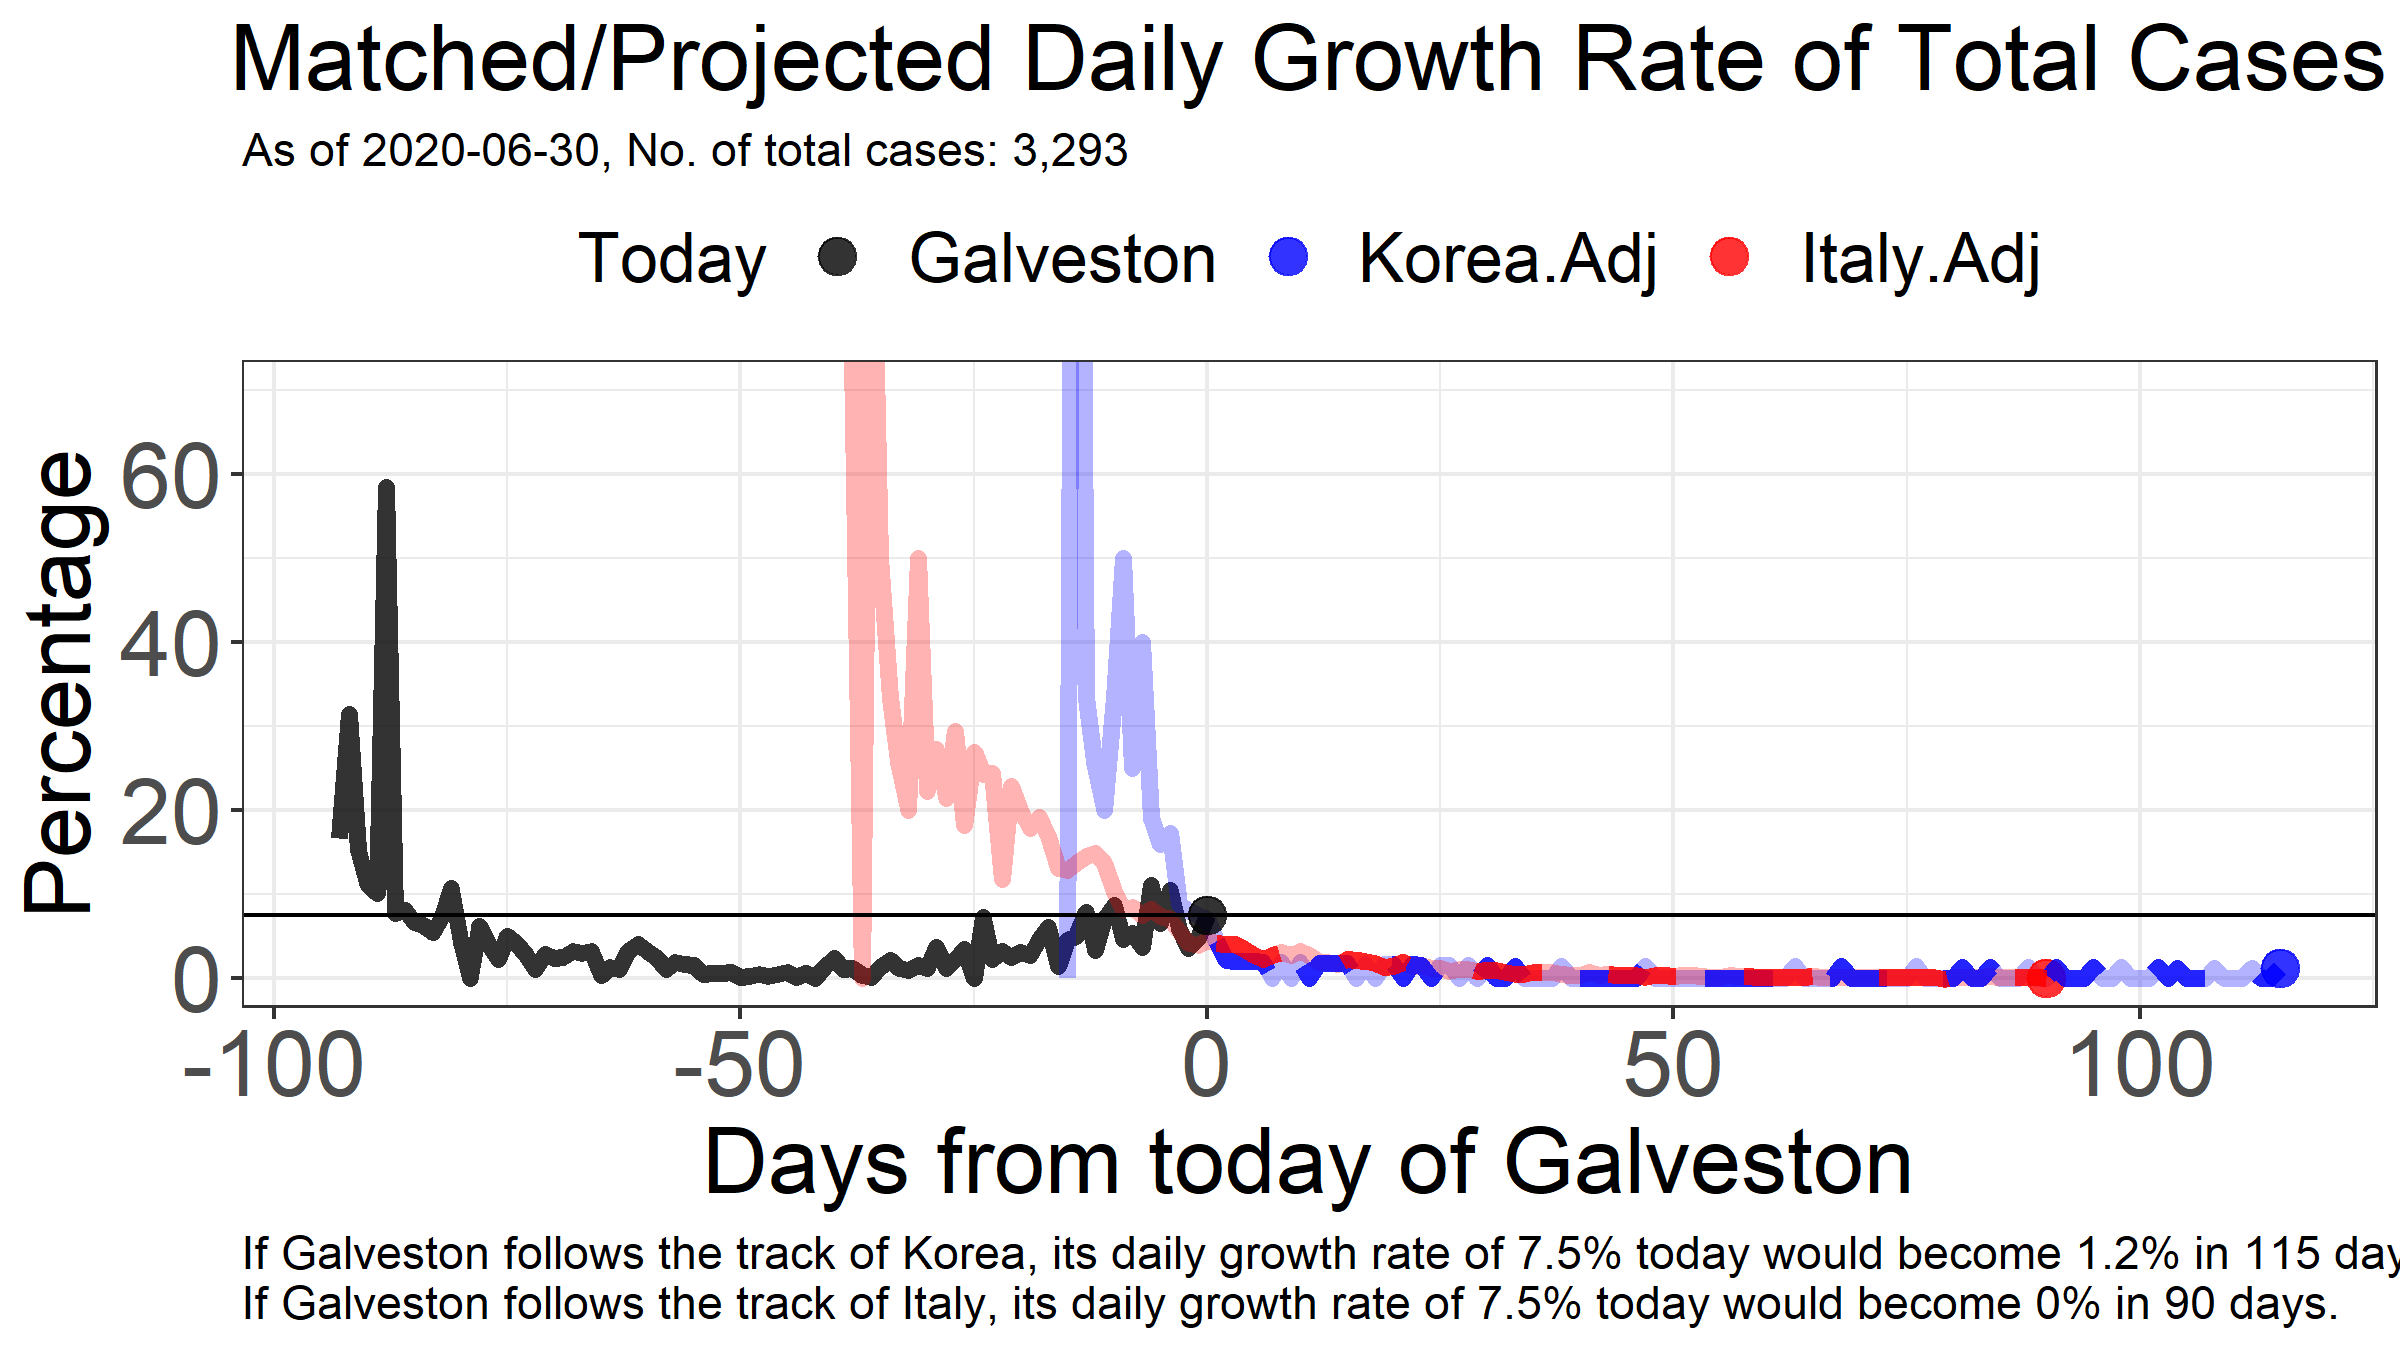 Matched/Projected Daily Growth Rate of Total Cases
As of 2020-06-30, No. of total cases: 3,293
Today Galveston Korea.Adj Italy.Adj
Percentage
60
40
20
0
-100 -50 0 50 100
Days from today of Galveston
If Galveston follows the track of Korea, its daily growth rate of 7.5% today would become 1.2% in 115 day
If Galveston follows the track of Italy, its daily growth rate of 7.5% today would become 0% in 90 days.